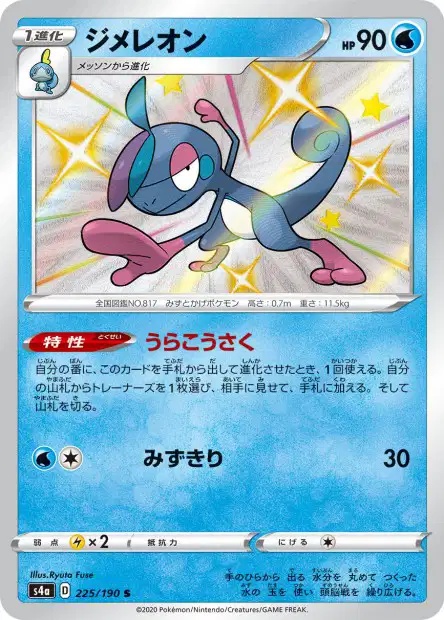 1進化 ジメレオン HP90
メッソンから進化
全国図鑑NO.817 みずとかげポケモン 高さ:0.7m 重さ:11.5kg
特性 とくせい うらこうさく
自分の番に、このカードを手札から出して進化させたとき、1回使える。自分
の山札からトレーナーズを1枚選び、相手に見せて、手札に加える。そして
山札を切る。
みずきり 30
弱点 ×2 抵抗力 にげる
Illus.Ryuta Fuse
s4a D 225/190 S
手のひらから 出る 水分を 丸めて つくった
水の 玉を 使い 頭脳戦を 繰り広げる。
©2020 Pokémon/Nintendo/Creatures/GAME FREAK.